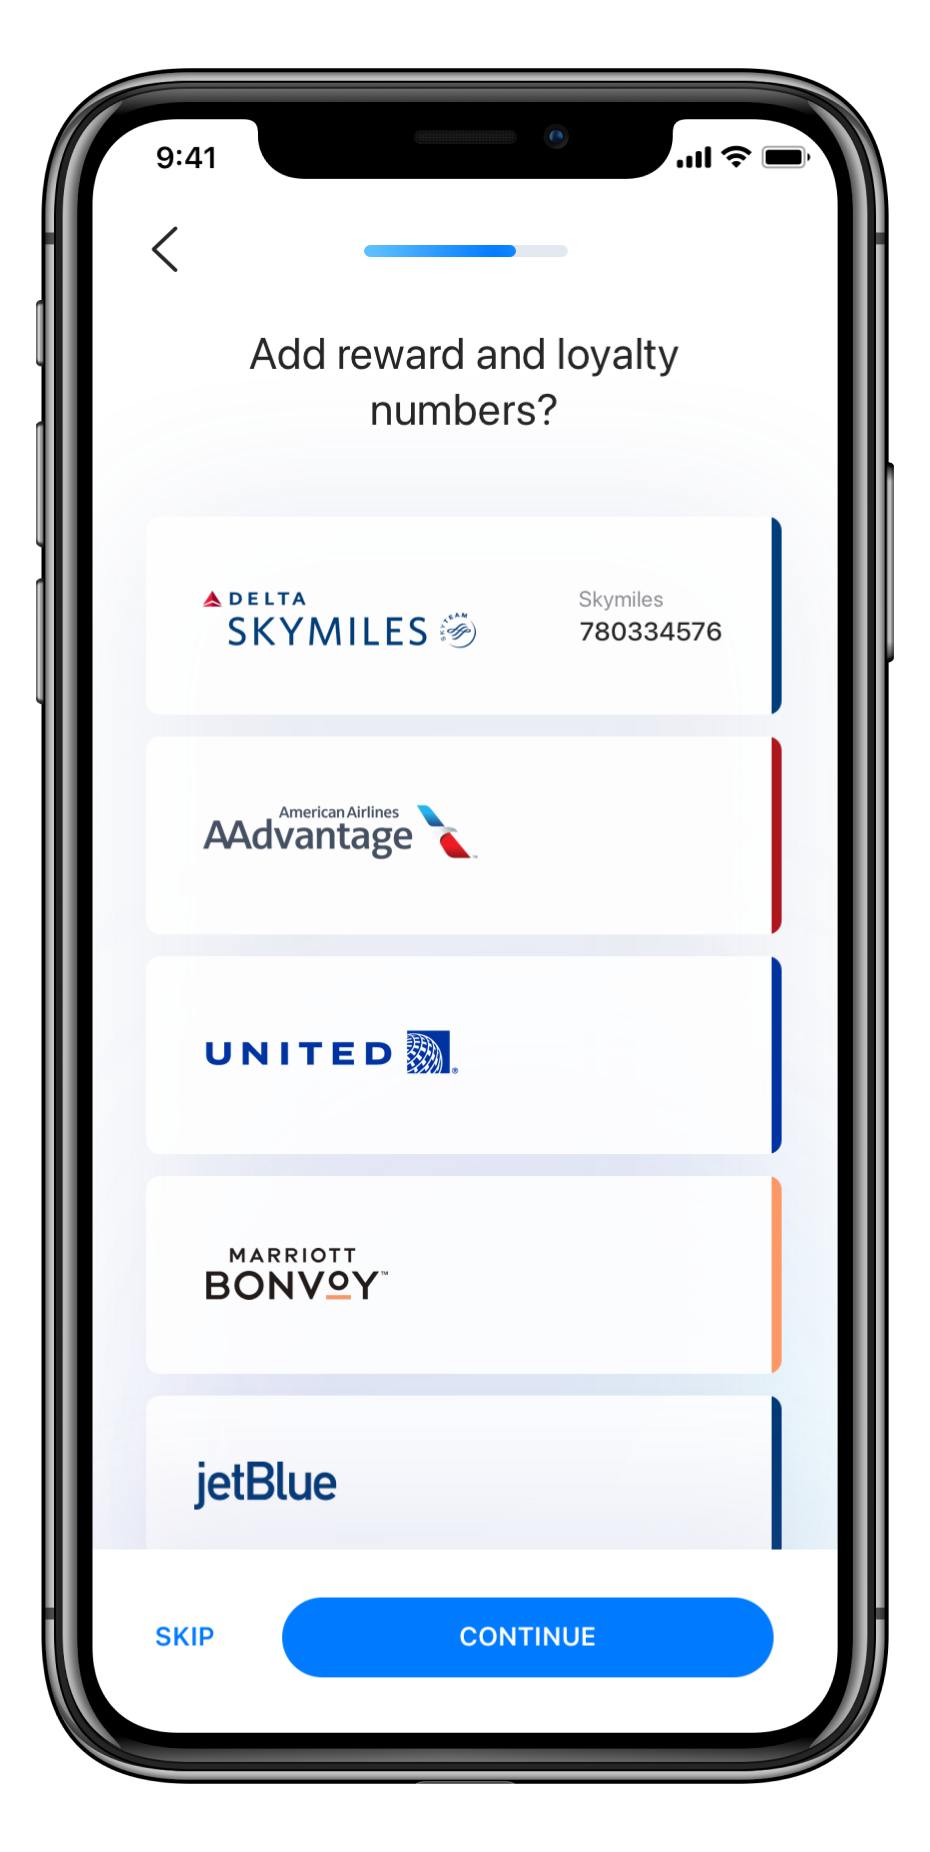 9:41
Add reward and loyalty
numbers?
DELTA
SKYMILES
SKYTEAM
Skymiles
780334576
American Airlines
AAdvantage
UNITED
MARRIOTT
BONVOY™
jetBlue
SKIP
CONTINUE